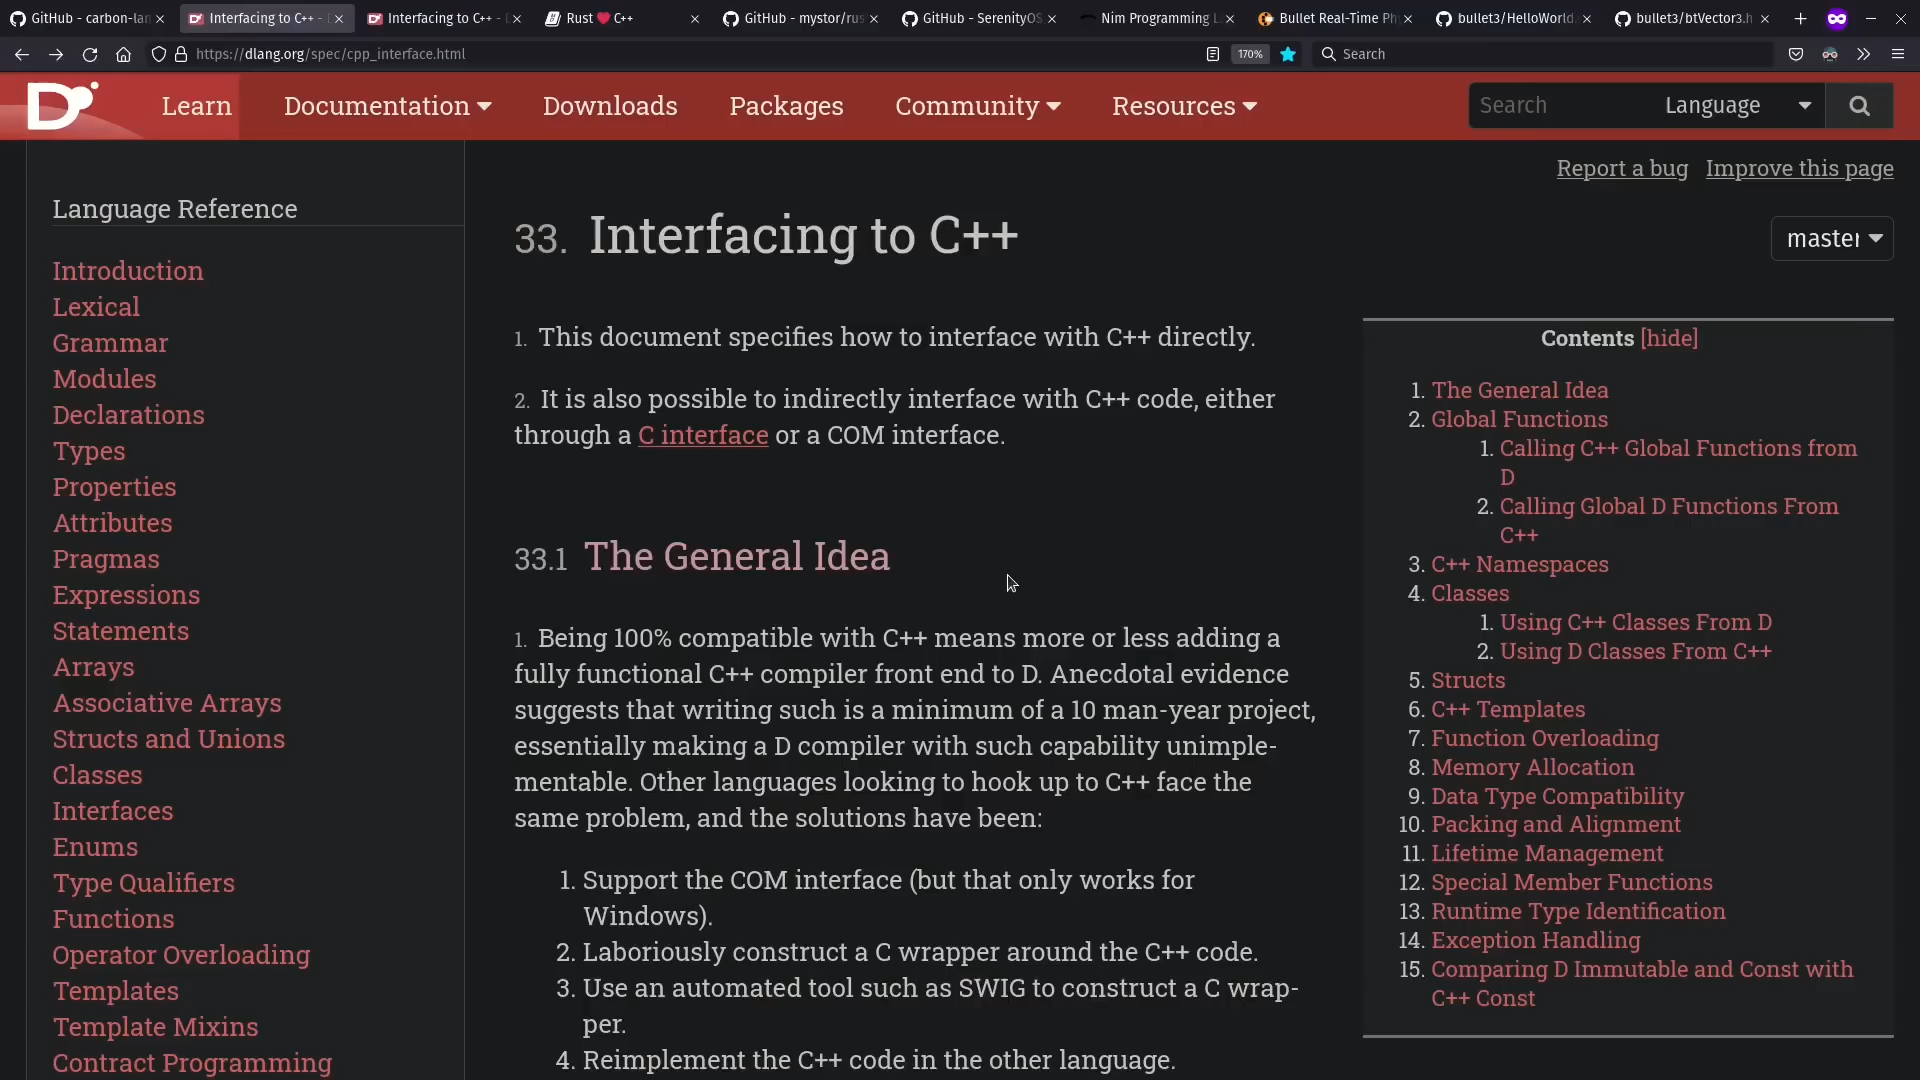 GitHub - carbon-lan
Interfacing to C++ - D
Interfacing to C++ - D
Rust ❤️ C++
GitHub - mystor/rus
GitHub - SerenityOS
Nim Programming L
Bullet Real-Time Ph
bullet3/HelloWorld.
bullet3/btVector3.h
https://dlang.org/spec/cpp_interface.html
170%
Search
D
Learn
Documentation
Downloads
Packages
Community
Resources
Search
Language
Report a bug
Improve this page
Language Reference
Introduction
Lexical
Grammar
Modules
Declarations
Types
Properties
Attributes
Pragmas
Expressions
Statements
Arrays
Associative Arrays
Structs and Unions
Classes
Interfaces
Enums
Type Qualifiers
Functions
Operator Overloading
Templates
Template Mixins
Contract Programming
33. Interfacing to C++
master
1. This document specifies how to interface with C++ directly.
2. It is also possible to indirectly interface with C++ code, either
through a C interface or a COM interface.
33.1 The General Idea
1. Being 100% compatible with C++ means more or less adding a
fully functional C++ compiler front end to D. Anecdotal evidence
suggests that writing such is a minimum of a 10 man-year project,
essentially making a D compiler with such capability unimple-
mentable. Other languages looking to hook up to C++ face the
same problem, and the solutions have been:
1. Support the COM interface (but that only works for
Windows).
2. Laboriously construct a C wrapper around the C++ code.
3. Use an automated tool such as SWIG to construct a C wrap-
per.
4. Reimplement the C++ code in the other language.
Contents [hide]
1. The General Idea
2. Global Functions
1. Calling C++ Global Functions from
D
2. Calling Global D Functions From
C++
3. C++ Namespaces
4. Classes
1. Using C++ Classes From D
2. Using D Classes From C++
5. Structs
6. C++ Templates
7. Function Overloading
8. Memory Allocation
9. Data Type Compatibility
10. Packing and Alignment
11. Lifetime Management
12. Special Member Functions
13. Runtime Type Identification
14. Exception Handling
15. Comparing D Immutable and Const with
C++ Const